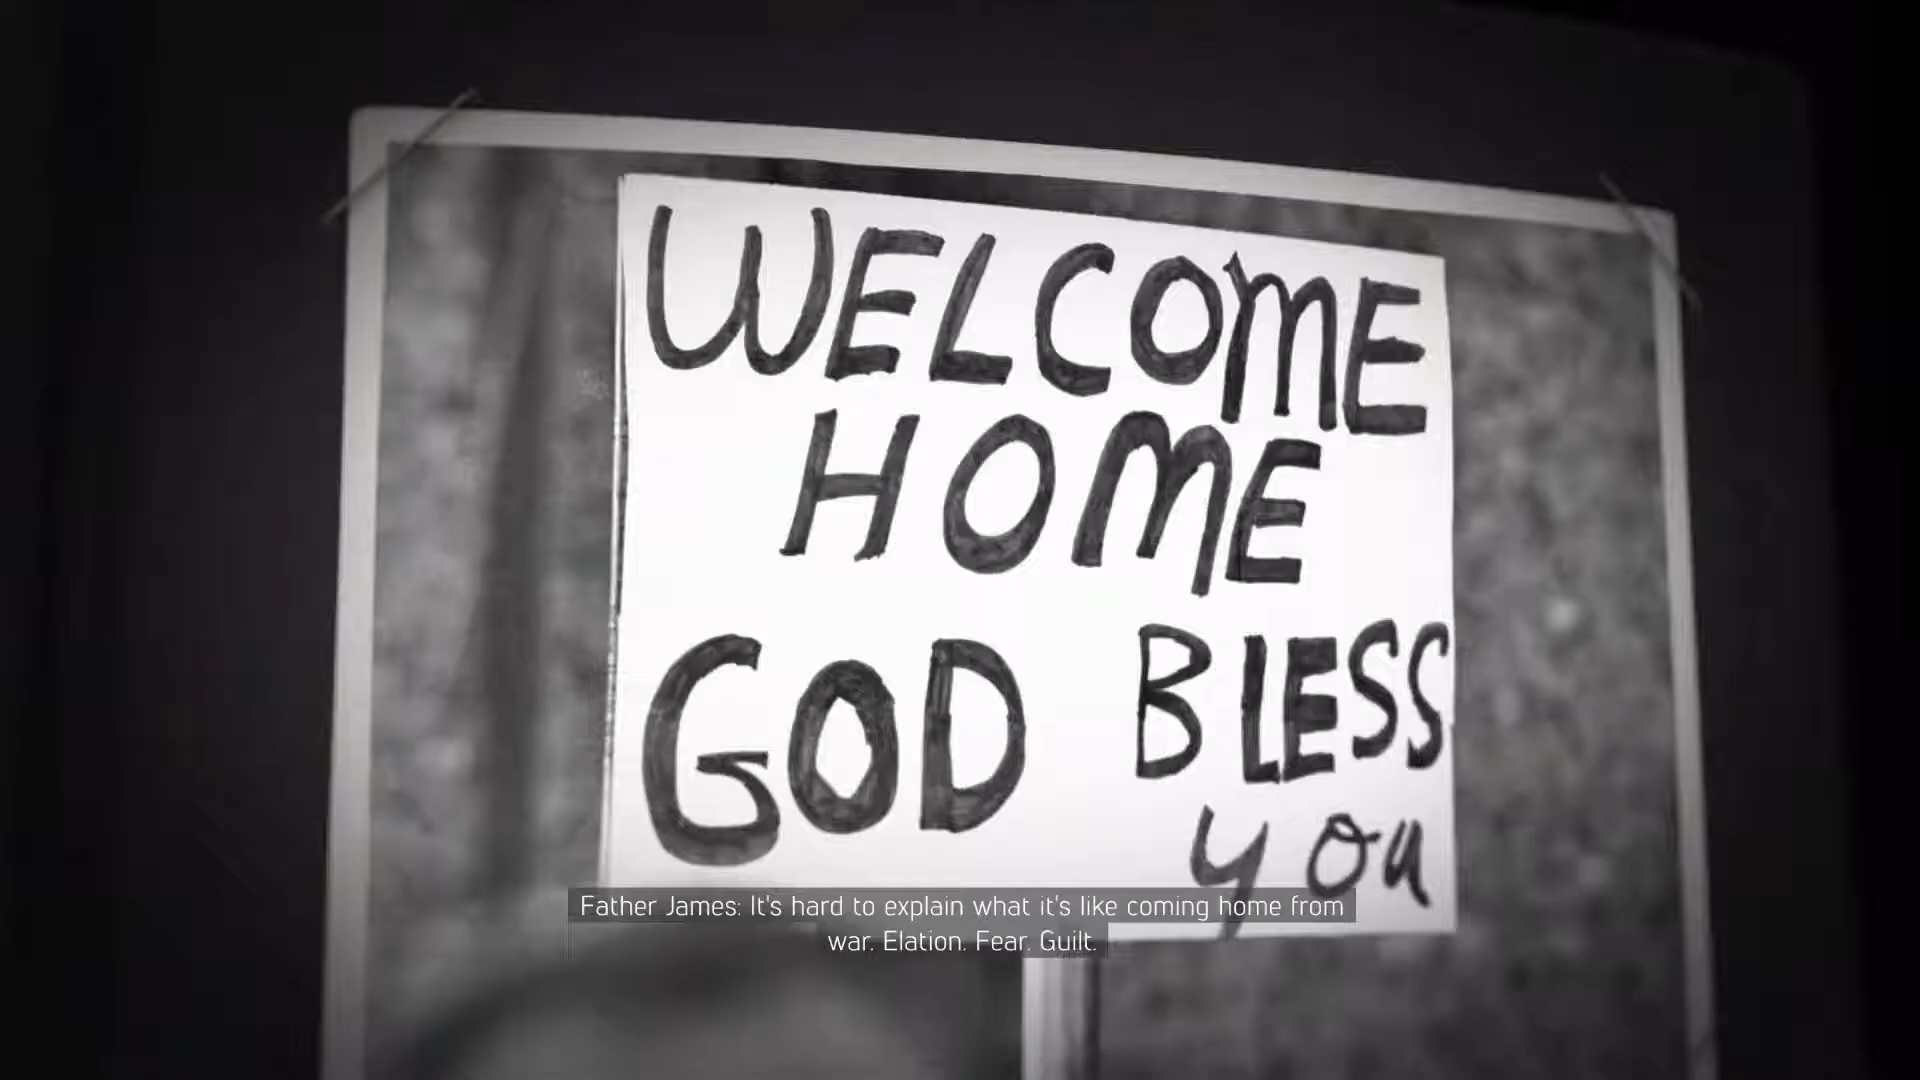 WELCOME
HOME
GOD BLESS
you
Father James: It's hard to explain what it's like coming home from
war. Elation. Fear. Guilt.